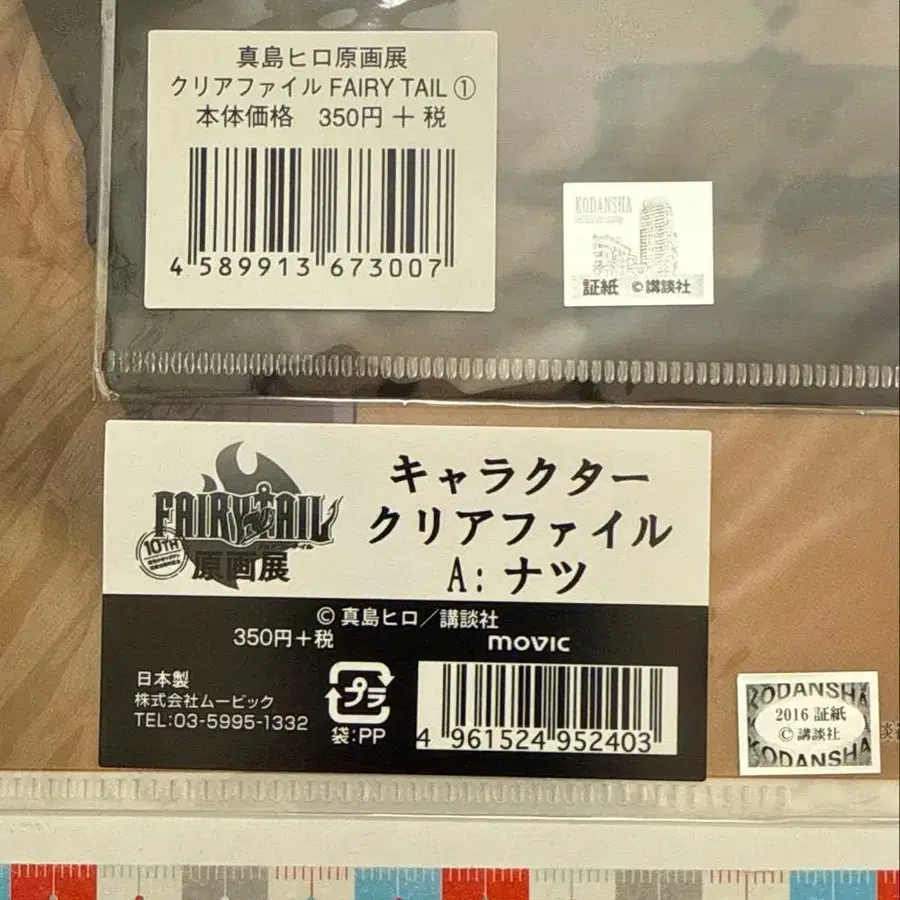 真島ヒロ原画展
クリアファイル FAIRY TAIL ①
本体価格 350円 + 税
4 589913 673007
KODANSHA
証紙 ©講談社
FAIRY TAIL
10TH
原画展
キャラクター
クリアファイル
A: ナツ
© 真島ヒロ/講談社
350円+税
movic
日本製
株式会社ムービック
TEL:03-5995-1332
プラ
袋:PP
4 961524 952403
KODANSHA
2016 証紙
© 講談社
KODANSHA